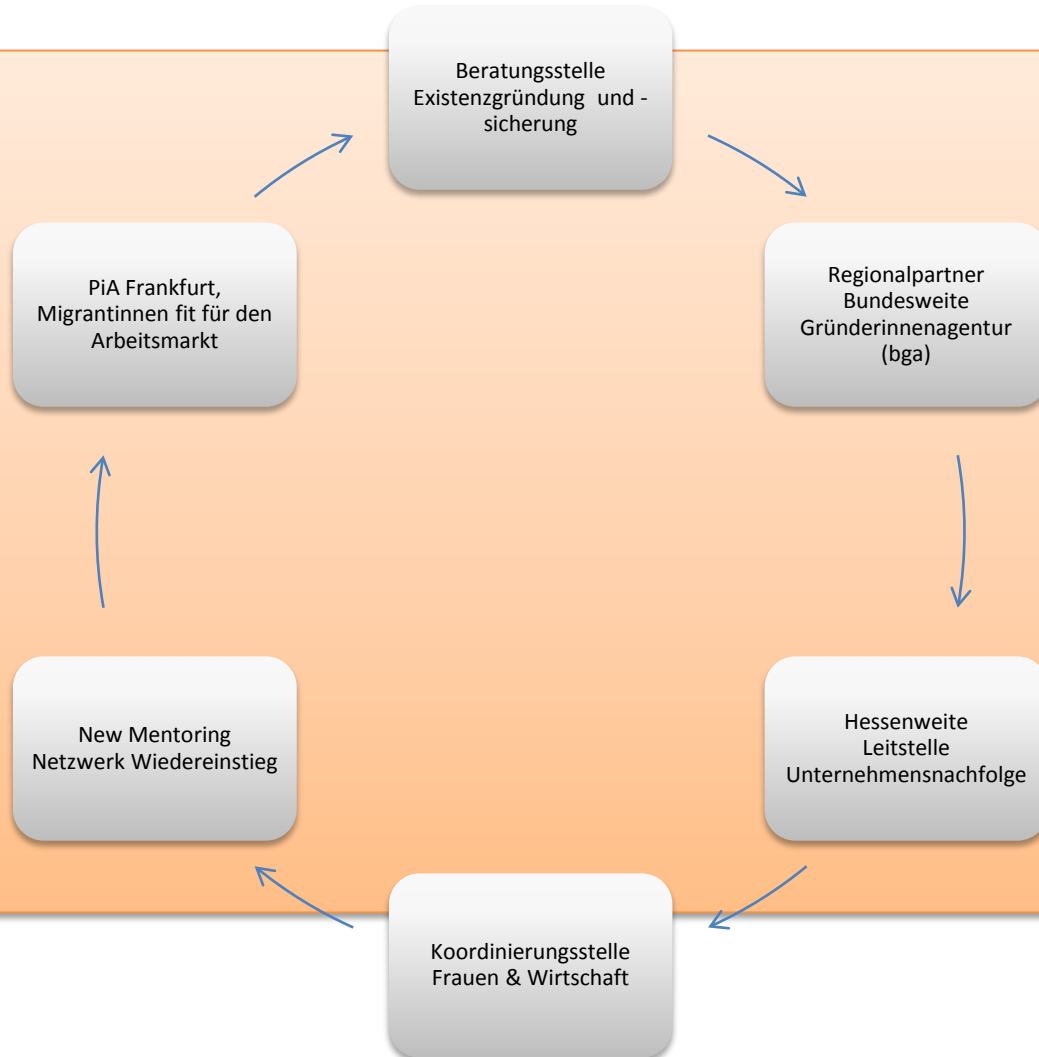 Beratungsstelle
Existenzgründung und -
sicherung
Regionalpartner
Bundesweite
Gründerinnenagentur
(bga)
Hessenweite
Leitstelle
Unternehmensnachfolge
Koordinierungsstelle
Frauen & Wirtschaft
New Mentoring
Netzwerk Wiedereinstieg
PiA Frankfurt,
Migrantinnen fit für den
Arbeitsmarkt